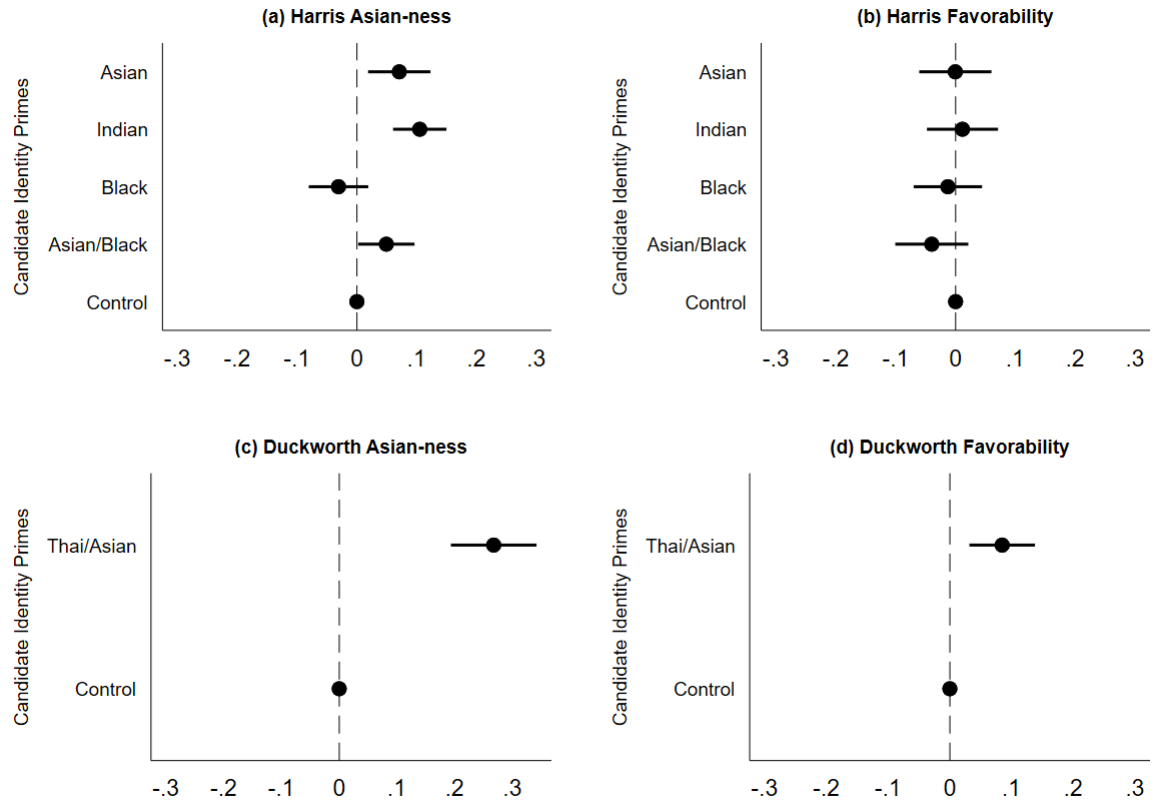 (a) Harris Asian-ness
Candidate Identity Primes
Asian
Indian
Black
Asian/Black
Control
-.3 -.2 -.1 0 .1 .2 .3
(b) Harris Favorability
Candidate Identity Primes
Asian
Indian
Black
Asian/Black
Control
-.3 -.2 -.1 0 .1 .2 .3
(c) Duckworth Asian-ness
Candidate Identity Primes
Thai/Asian
Control
-.3 -.2 -.1 0 .1 .2 .3
(d) Duckworth Favorability
Candidate Identity Primes
Thai/Asian
Control
-.3 -.2 -.1 0 .1 .2 .3